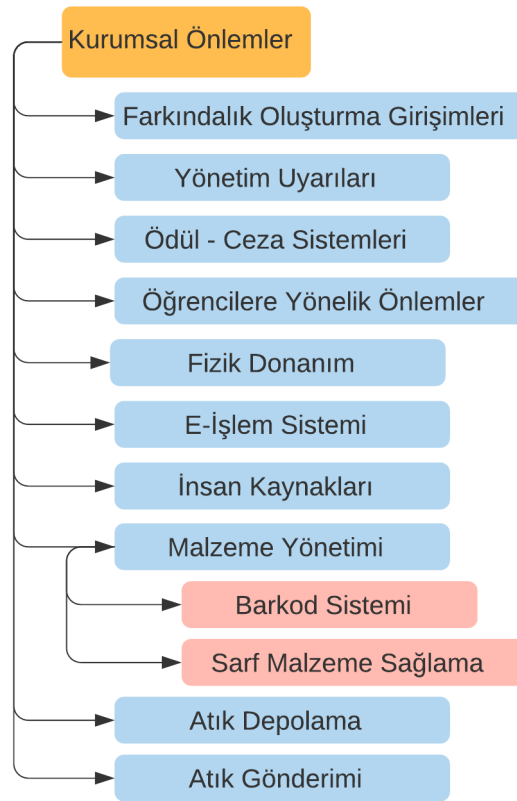 Kurumsal Önlemler
Farkındalık Oluşturma Girişimleri
Yönetim Uyarıları
Ödül - Ceza Sistemleri
Öğrencilere Yönelik Önlemler
Fizik Donanım
E-İşlem Sistemi
İnsan Kaynakları
Malzeme Yönetimi
Barkod Sistemi
Sarf Malzeme Sağlama
Atık Depolama
Atık Gönderimi